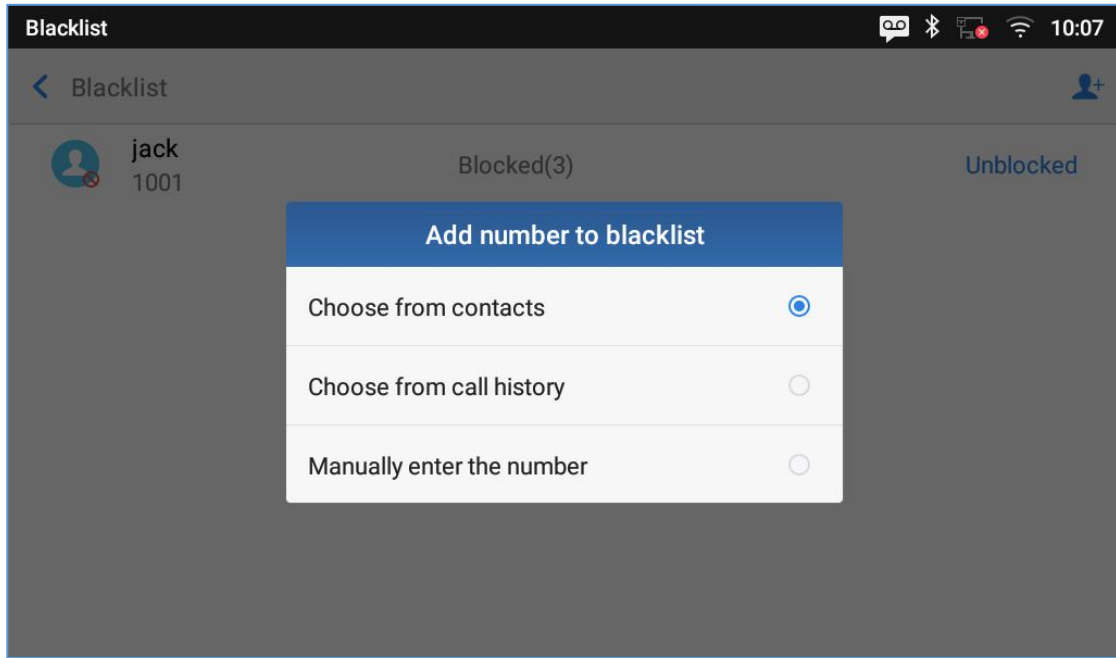 Blacklist 10:07
Blacklist
jack
1001 Blocked(3) Unblocked
Add number to blacklist
Choose from contacts
Choose from call history
Manually enter the number